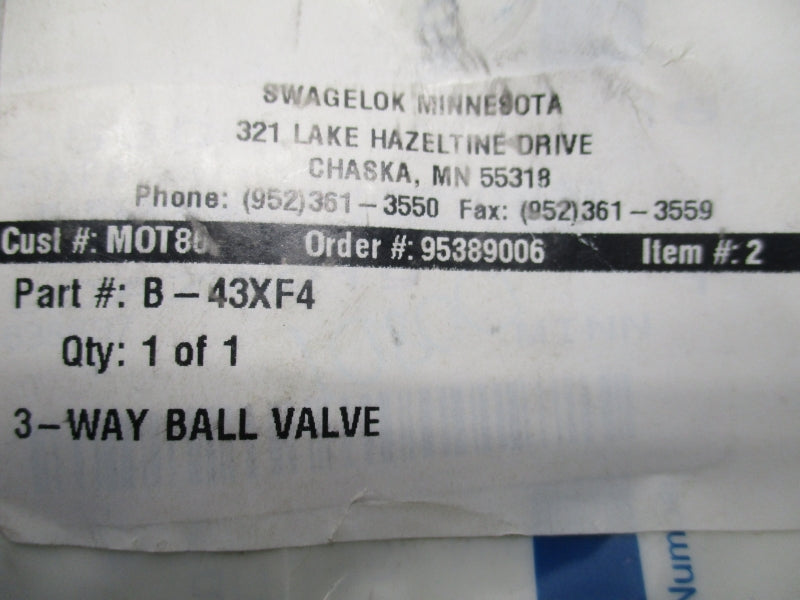 SWAGELOK MINNESOTA
321 LAKE HAZELTINE DRIVE
CHASKA, MN 55318
Phone: (952)361-3550 Fax: (952)361-3559
Cust #: Order #: 95389006 Item #: 2
Part #: B-43XF4
Qty: 1 of 1
3-WAY BALL VALVE